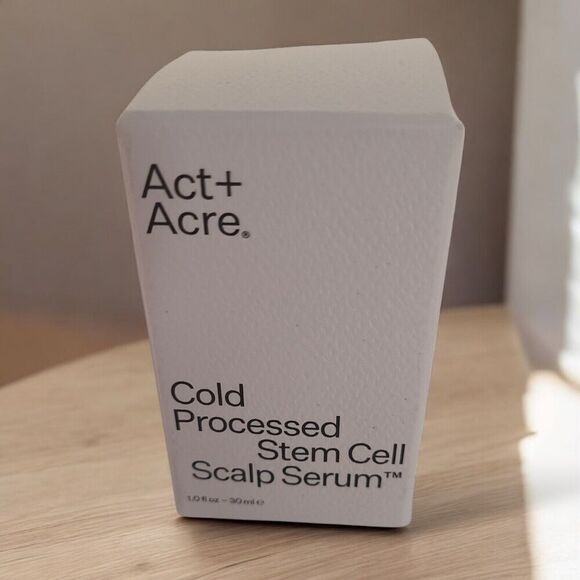 Act+
Acre®
Cold
Processed
Stem Cell
Scalp Serum™
1.0 fl oz – 30 ml ℮